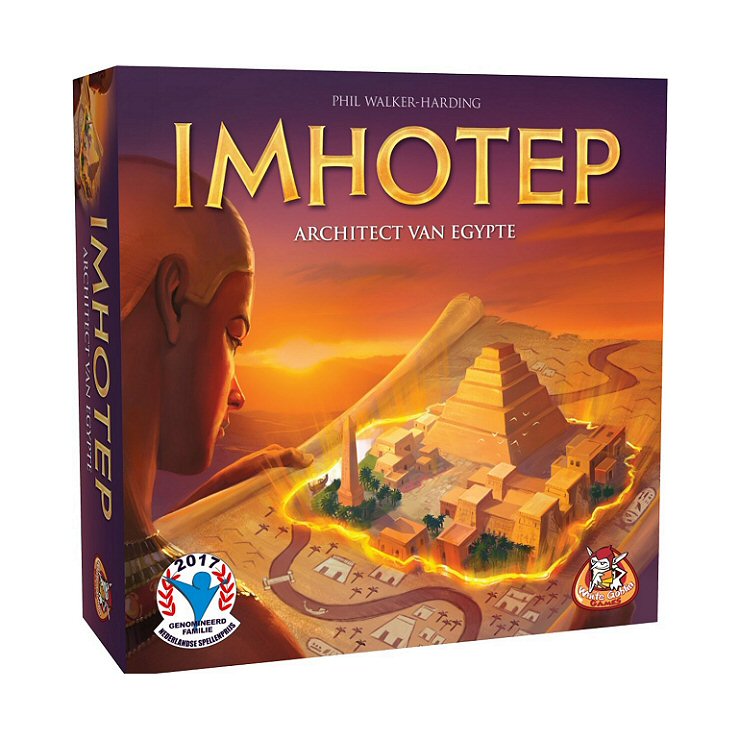 PHIL WALKER-HARDING
IMHOTEP
ARCHITECT VAN EGYPTE
IMHOTEP
ARCHITECT VAN EGYPTE
2017
GENOMINEERD
FAMILIE
NEDERLANDSE SPELLENPRIJS
White Goblin
GAMES